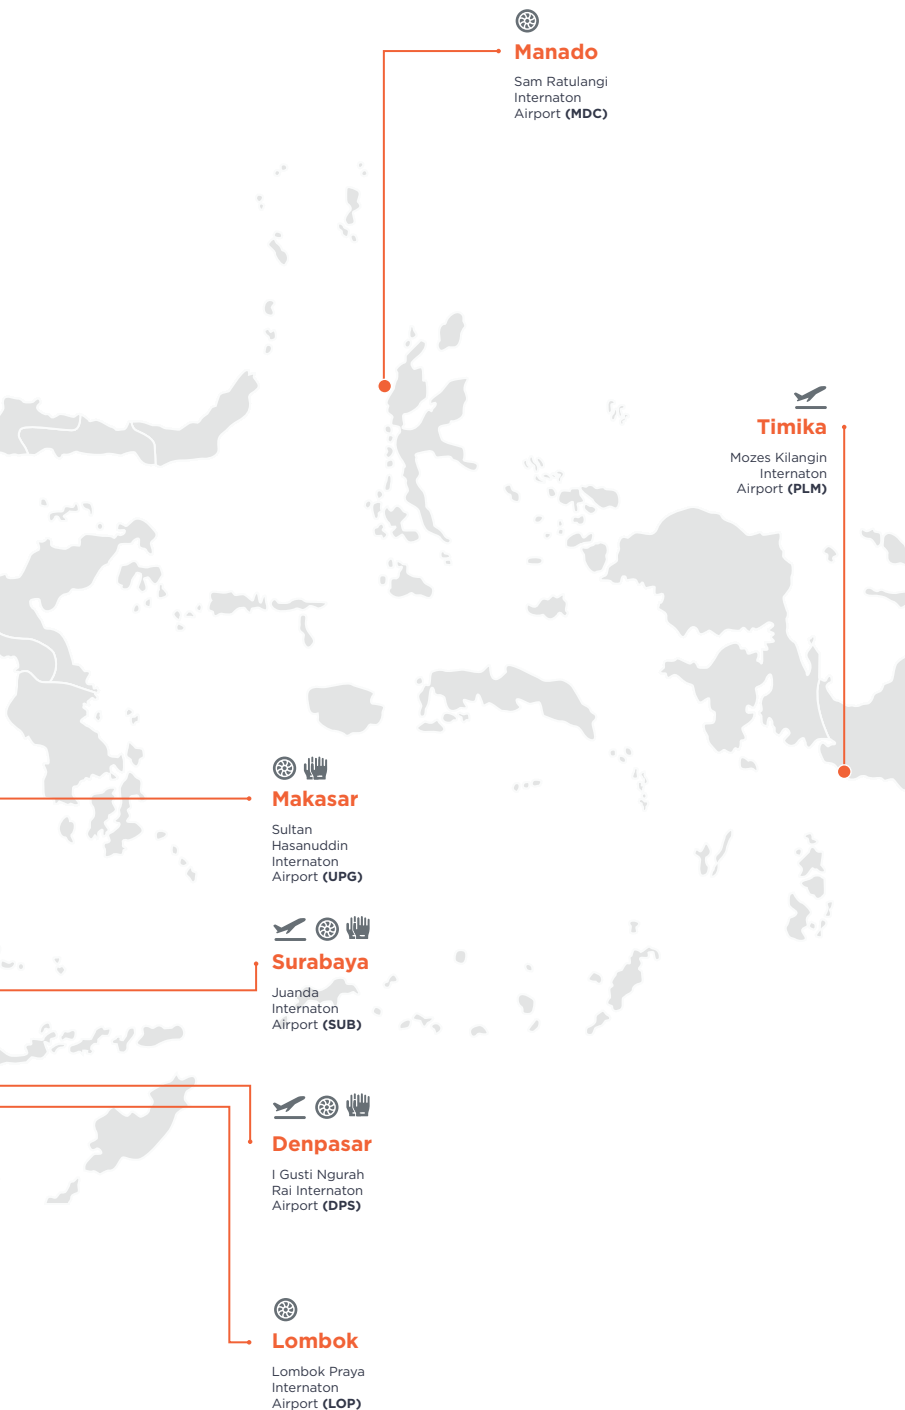 Manado
Sam Ratulangi
Internaton
Airport (MDC)
Timika
Mozes Kilangin
Internaton
Airport (PLM)
Makasar
Sultan
Hasanuddin
Internaton
Airport (UPG)
Surabaya
Juanda
Internaton
Airport (SUB)
Denpasar
I Gusti Ngurah
Rai Internaton
Airport (DPS)
Lombok
Lombok Praya
Internaton
Airport (LOP)